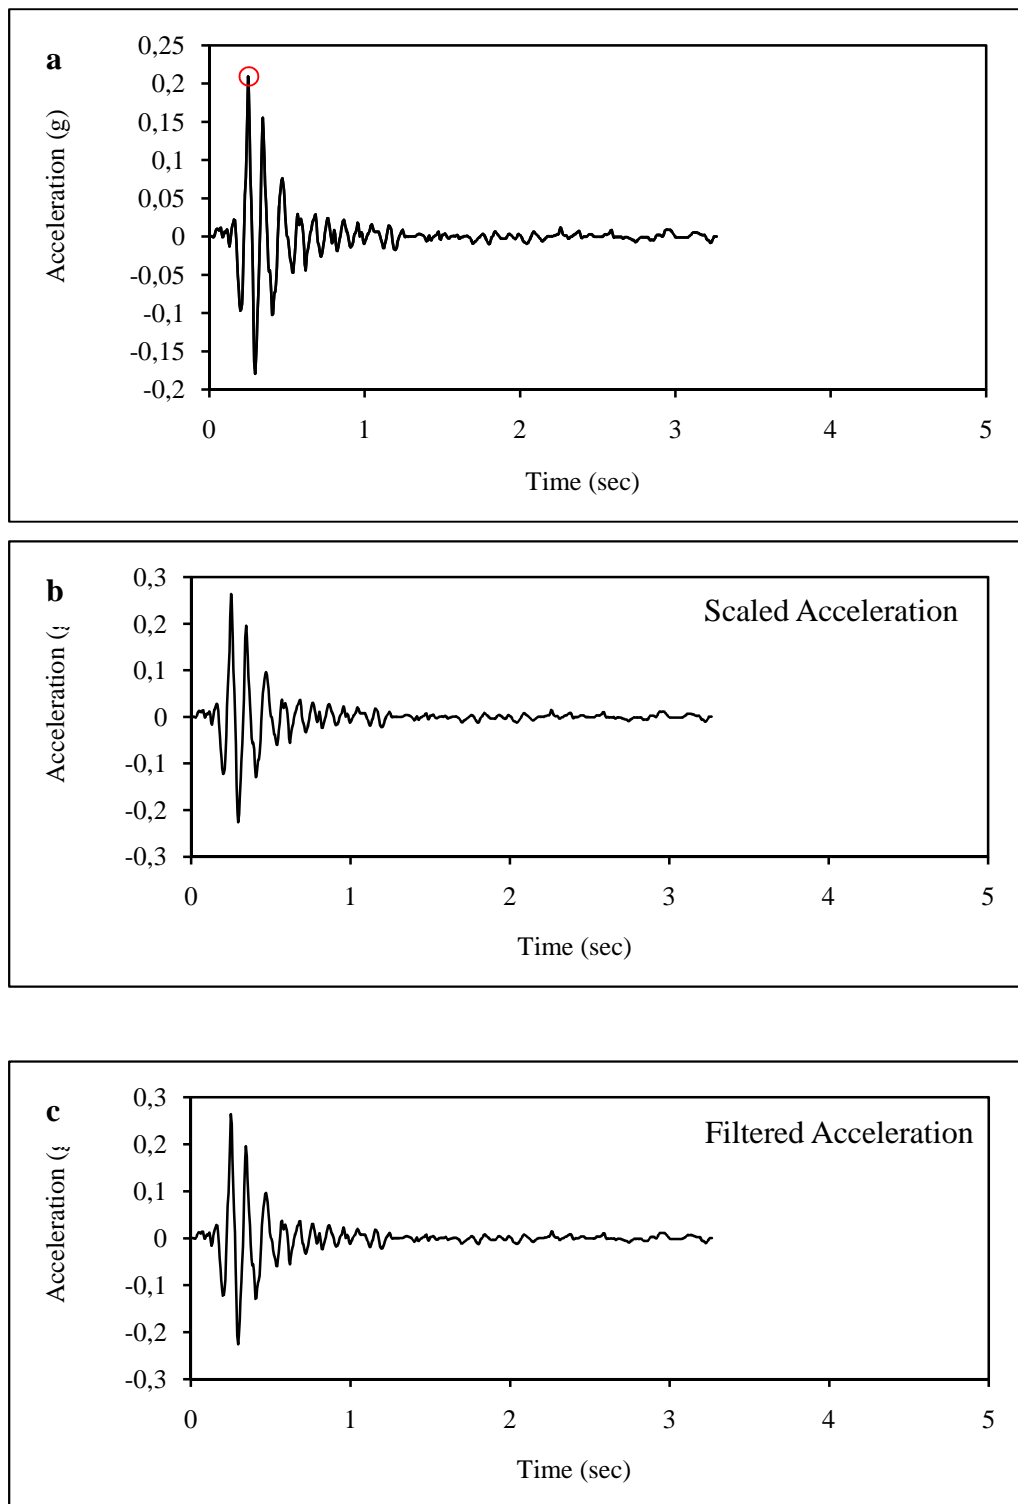 a
Acceleration (g)
0,25
0,2
0,15
0,1
0,05
0
-0,05
-0,1
-0,15
-0,2
0 1 2 3 4 5
Time (sec)
b
Scaled Acceleration
Acceleration (
0,3
0,2
0,1
0
-0,1
-0,2
-0,3
0 1 2 3 4 5
Time (sec)
c
Filtered Acceleration
Acceleration (
0,3
0,2
0,1
0
-0,1
-0,2
-0,3
0 1 2 3 4 5
Time (sec)